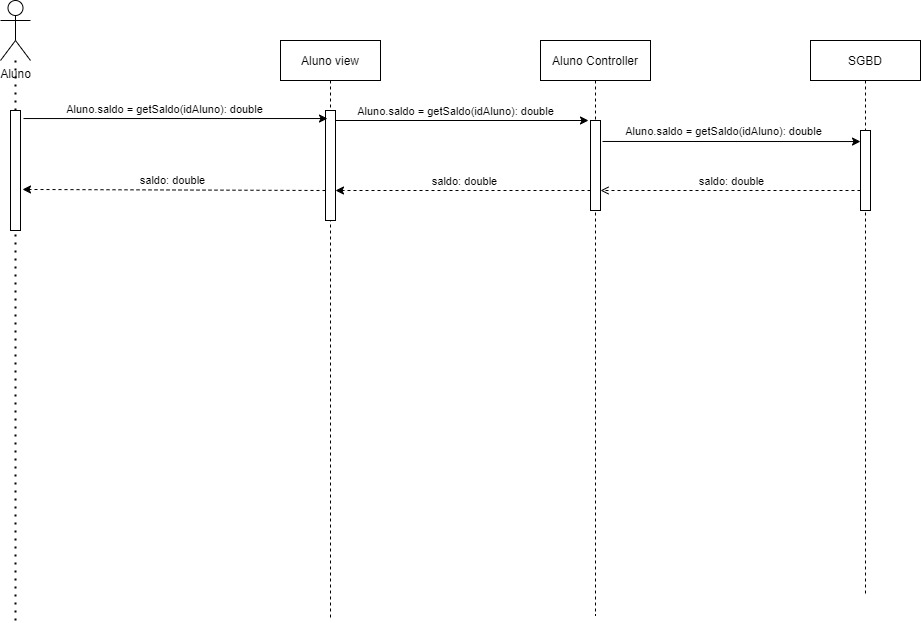 Aluno
Aluno view
Aluno Controller
SGBD
Aluno.saldo = getSaldo(idAluno): double
Aluno.saldo = getSaldo(idAluno): double
Aluno.saldo = getSaldo(idAluno): double
saldo: double
saldo: double
saldo: double